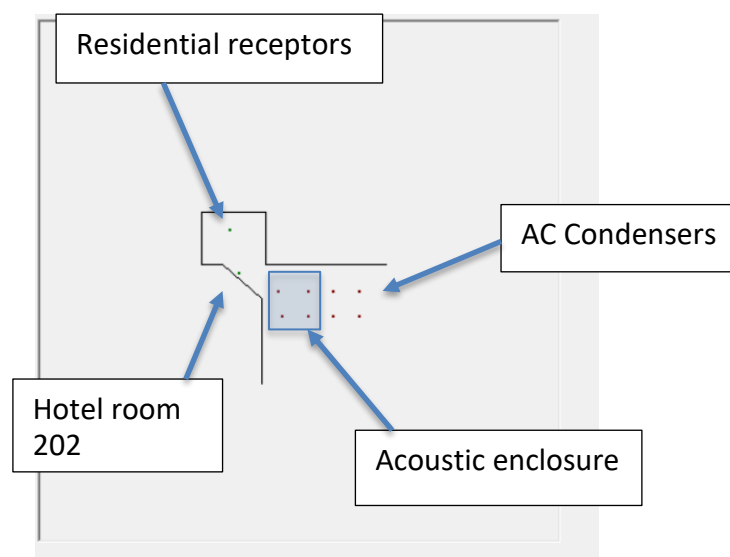 Residential receptors
AC Condensers
Hotel room
202
Acoustic enclosure